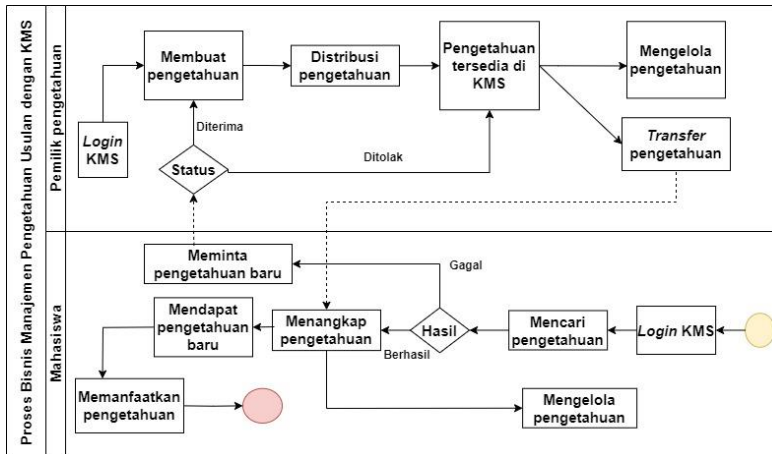 Proses Bisnis Manajemen Pengetahuan Usulan dengan KMS
Pemilik pengetahuan
Login
KMS
Membuat
pengetahuan
Distribusi
pengetahuan
Pengetahuan
tersedia di
KMS
Mengelola
pengetahuan
Transfer
pengetahuan
Diterima
Status
Ditolak
Mahasiswa
Meminta
pengetahuan baru
Gagal
Mendapat
pengetahuan
baru
Menangkap
pengetahuan
Hasil
Berhasil
Mencari
pengetahuan
Login KMS
Memanfaatkan
pengetahuan
Mengelola
pengetahuan